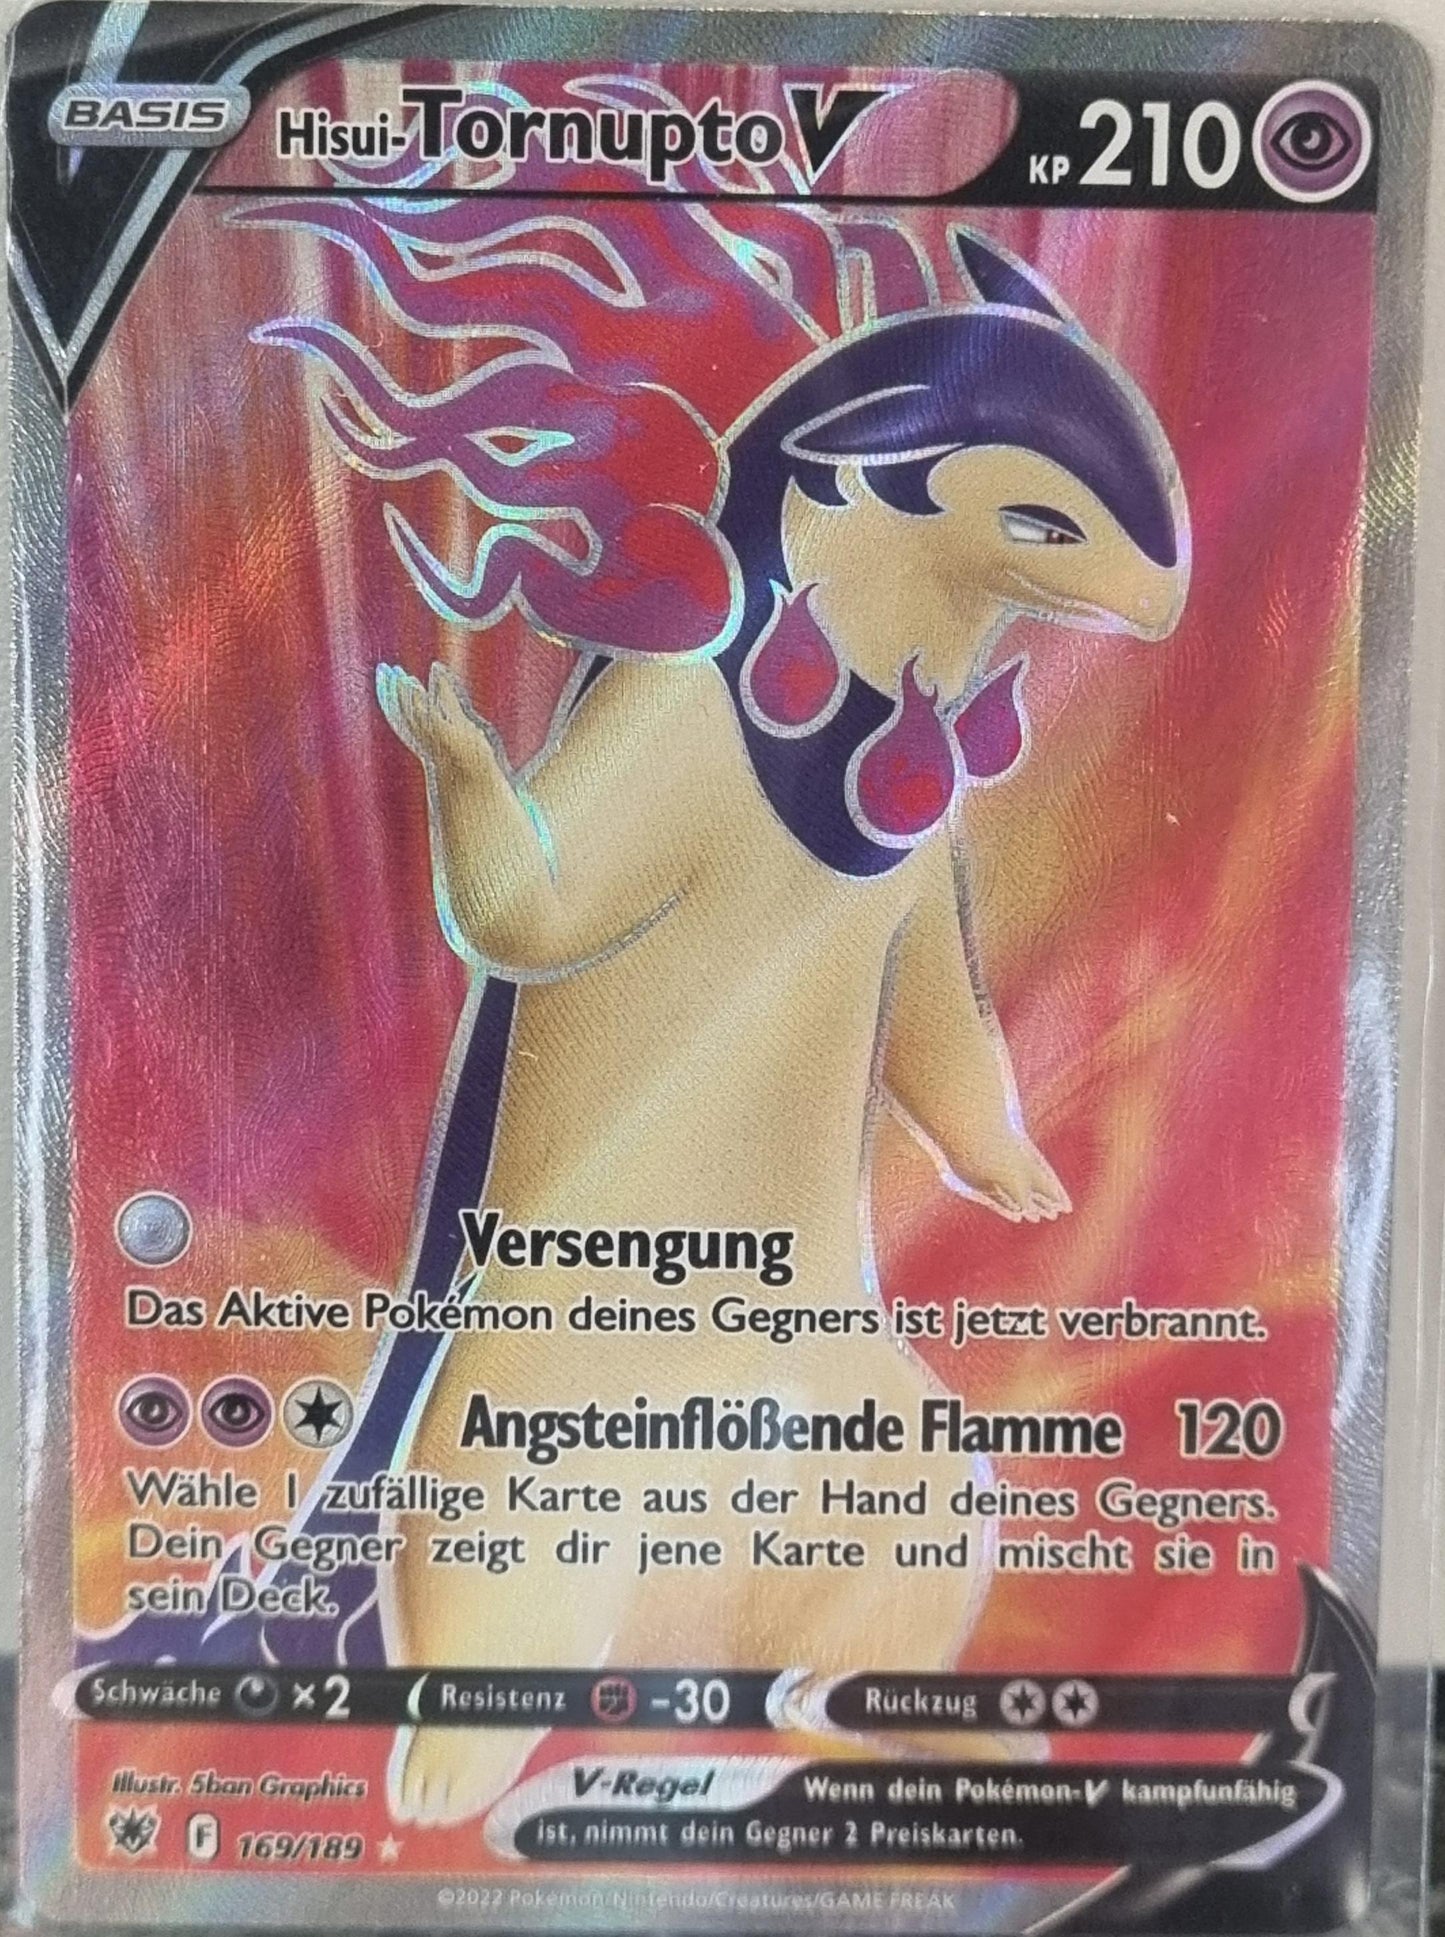 BASIS
Hisui-Tornupto V
KP 210
Versengung
Das Aktive Pokémon deines Gegners ist jetzt verbrannt.
Angsteinflößende Flamme 120
Wähle 1 zufällige Karte aus der Hand deines Gegners.
Dein Gegner zeigt dir jene Karte und mischt sie in
sein Deck.
Schwäche ×2 Resistenz -30 Rückzug
Illustr. 5ban Graphics
V-Regel Wenn dein Pokémon-V kampfunfähig
ist, nimmt dein Gegner 2 Preiskarten.
F 169/189
©2022 Pokémon/Nintendo/Creatures/GAME FREAK